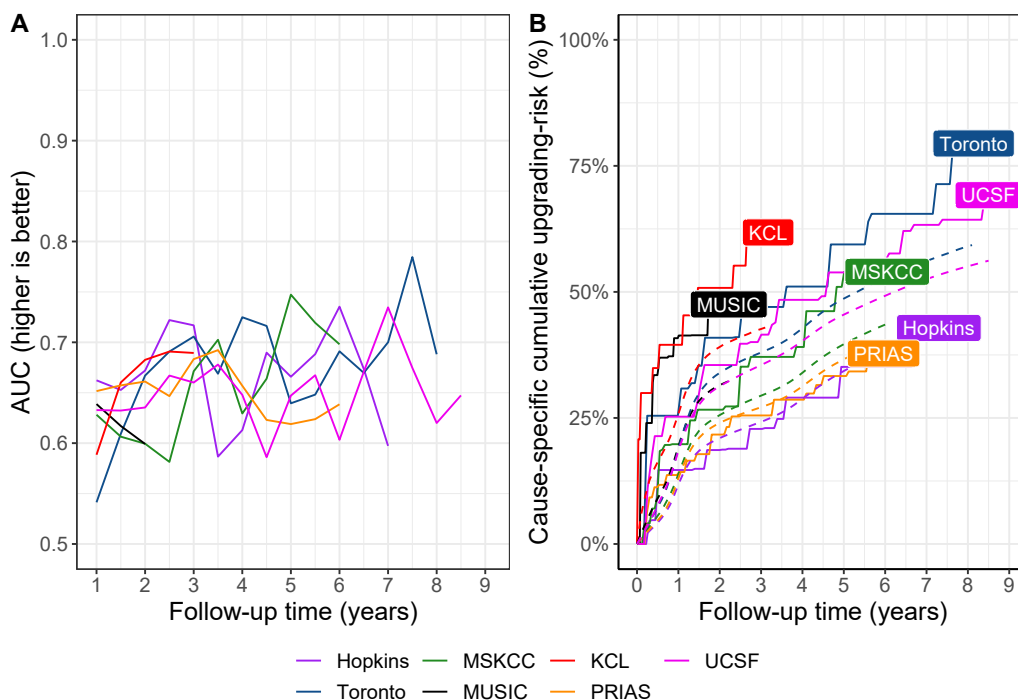 A
AUC (higher is better)
1.0
0.9
0.8
0.7
0.6
0.5
1 2 3 4 5 6 7 8 9
Follow-up time (years)
B
Cause-specific cumulative upgrading-risk (%)
100%
75%
50%
25%
0%
Toronto
UCSF
KCL
MSKCC
MUSIC
Hopkins
PRIAS
0 1 2 3 4 5 6 7 8 9
Follow-up time (years)
Hopkins MSKCC KCL UCSF
Toronto MUSIC PRIAS